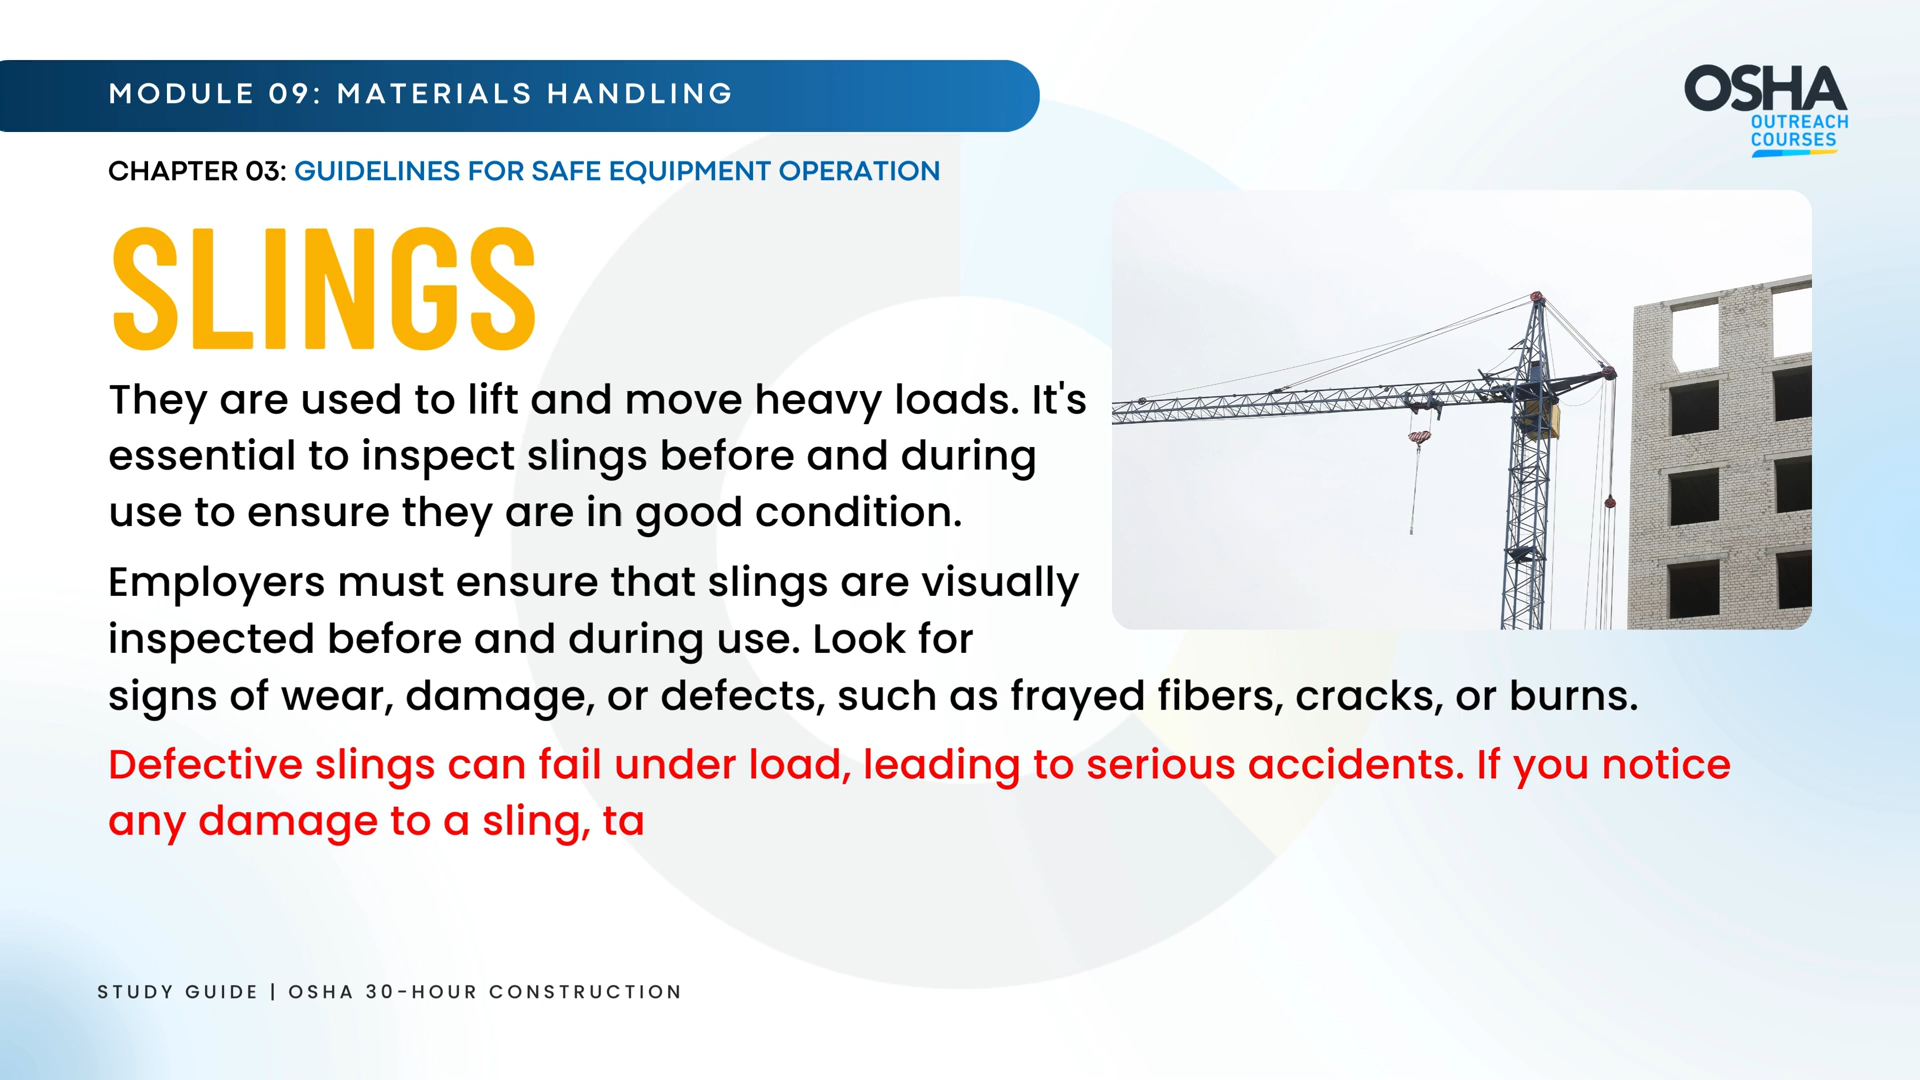 MODULE 09: MATERIALS HANDLING
OSHA
OUTREACH
COURSES
CHAPTER 03: GUIDELINES FOR SAFE EQUIPMENT OPERATION
SLINGS
They are used to lift and move heavy loads. It's
essential to inspect slings before and during
use to ensure they are in good condition.
Employers must ensure that slings are visually
inspected before and during use. Look for
signs of wear, damage, or defects, such as frayed fibers, cracks, or burns.
Defective slings can fail under load, leading to serious accidents. If you notice
any damage to a sling, ta
STUDY GUIDE | OSHA 30-HOUR CONSTRUCTION